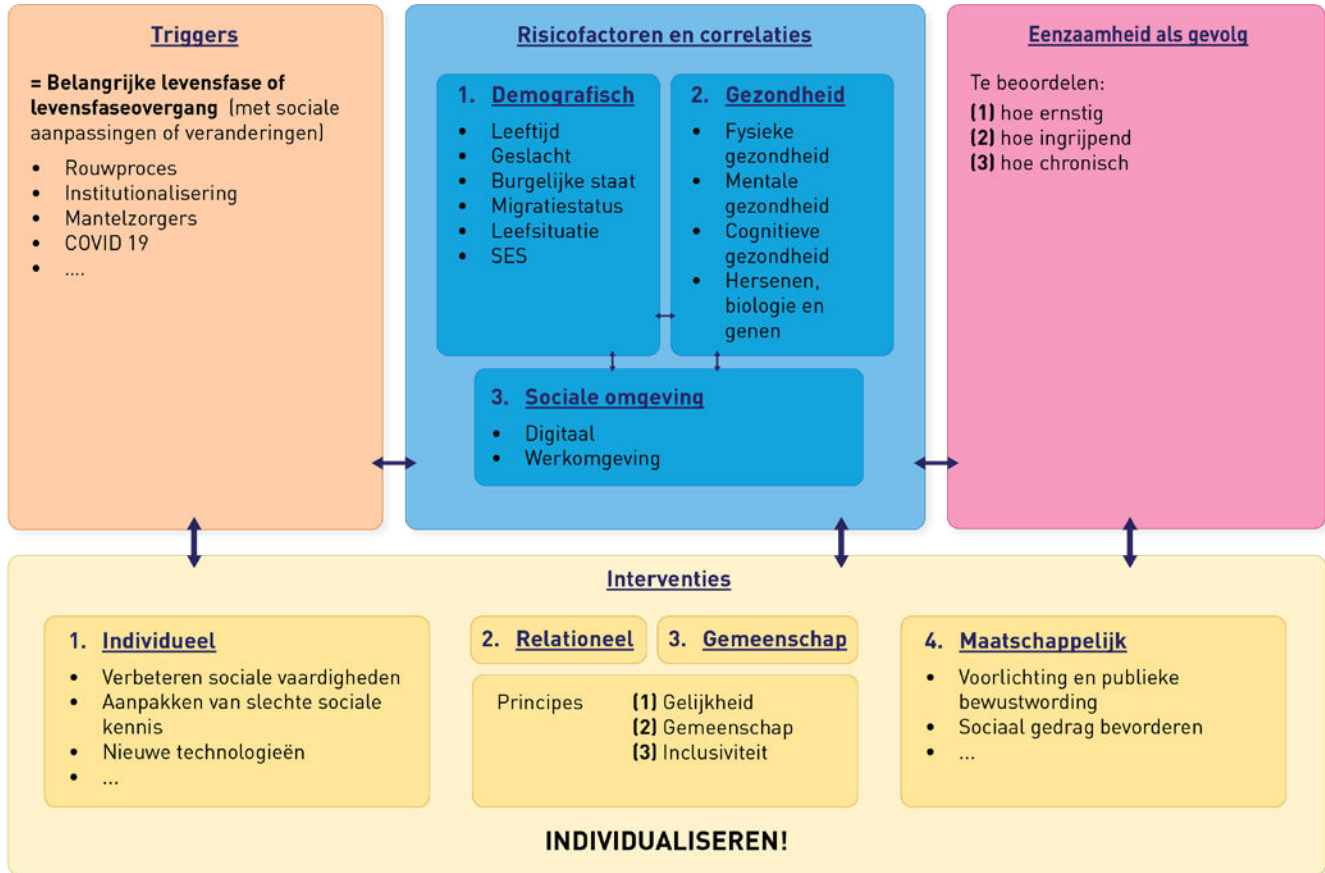 Triggers
= Belangrijke levensfase of
levensfaseovergang (met sociale
aanpassingen of veranderingen)
• Rouwproces
• Institutionalisering
• Mantelzorgers
• COVID 19
• ....
Risicofactoren en correlaties
1. Demografisch
• Leeftijd
• Geslacht
• Burgelijke staat
• Migratiestatus
• Leefsituatie
• SES
2. Gezondheid
• Fysieke
gezondheid
• Mentale
gezondheid
• Cognitieve
gezondheid
• Hersenen,
biologie en
genen
3. Sociale omgeving
• Digitaal
• Werkomgeving
Eenzaamheid als gevolg
Te beoordelen:
(1) hoe ernstig
(2) hoe ingrijpend
(3) hoe chronisch
Interventies
1. Individueel
• Verbeteren sociale vaardigheden
• Aanpakken van slechte sociale
kennis
• Nieuwe technologieën
• ...
2. Relationeel
3. Gemeenschap
Principes (1) Gelijkheid
(2) Gemeenschap
(3) Inclusiviteit
4. Maatschappelijk
• Voorlichting en publieke
bewustwording
• Sociaal gedrag bevorderen
• ...
INDIVIDUALISEREN!